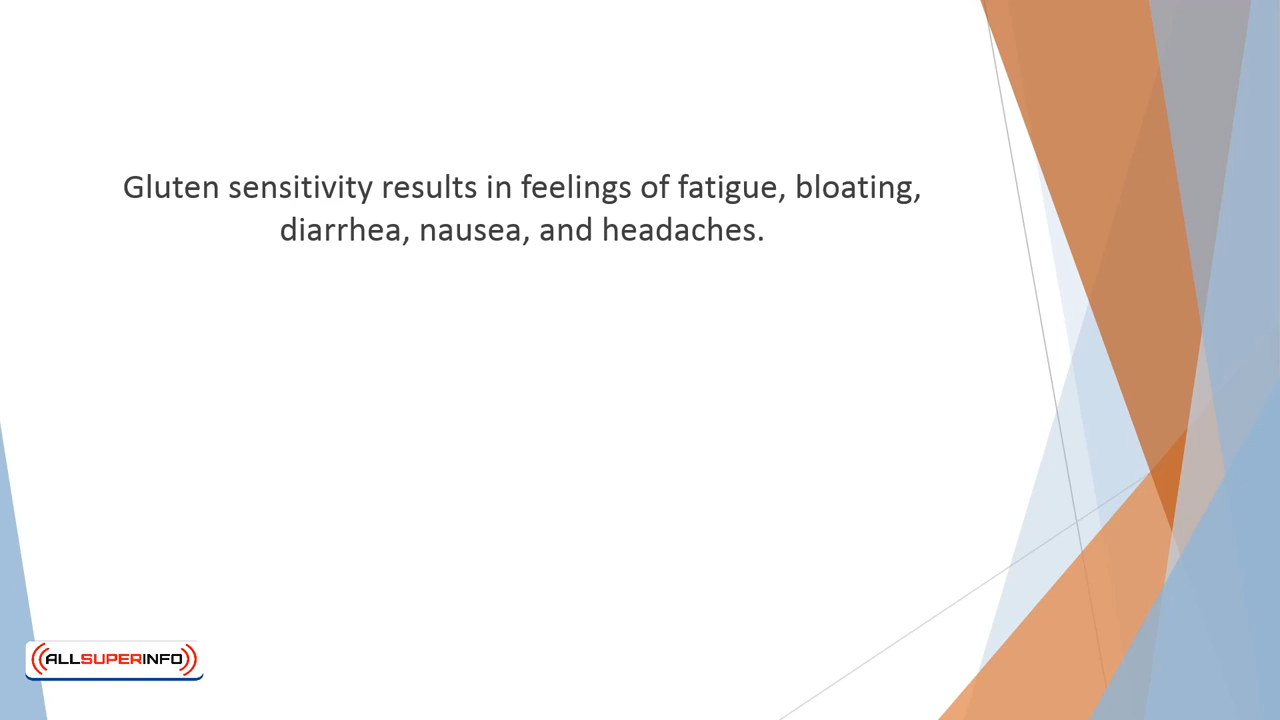 Gluten sensitivity results in feelings of fatigue, bloating,
diarrhea, nausea, and headaches.
ALLSUPERINFO